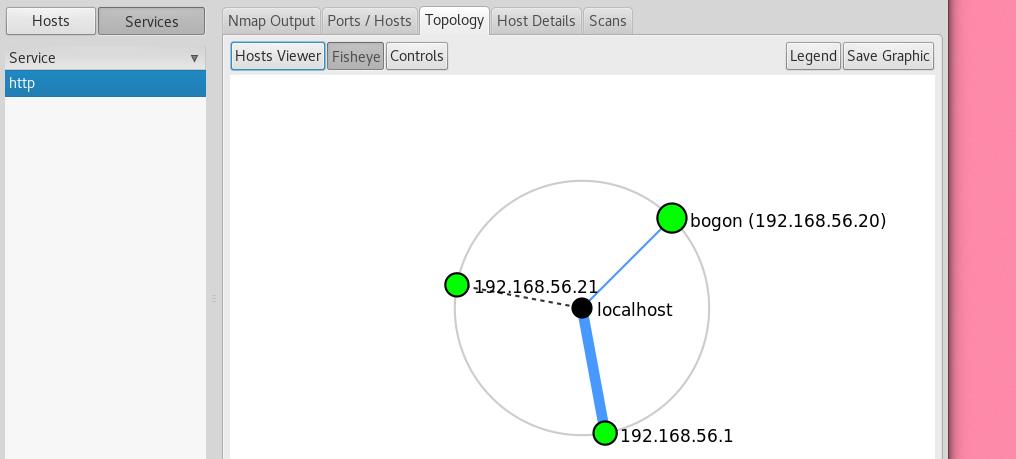 Hosts Services
Nmap Output Ports / Hosts Topology Host Details Scans
Hosts Viewer Fisheye Controls Legend Save Graphic
Service
http
bogon (192.168.56.20)
192.168.56.21
localhost
192.168.56.1